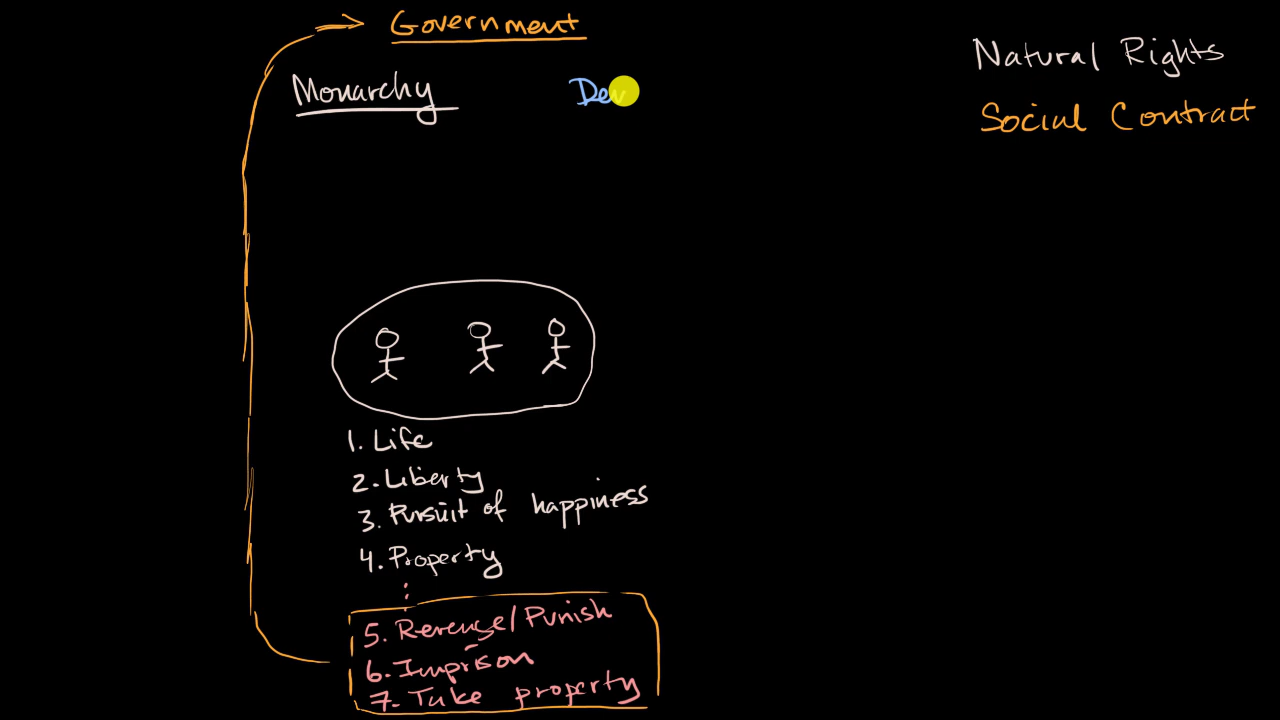 Government
Natural Rights
Monarchy
Social Contract
1. Life
2. Liberty
3. Pursuit of happiness
4. Property
5. Revenge/Punish
6. Imprison
7. Take property